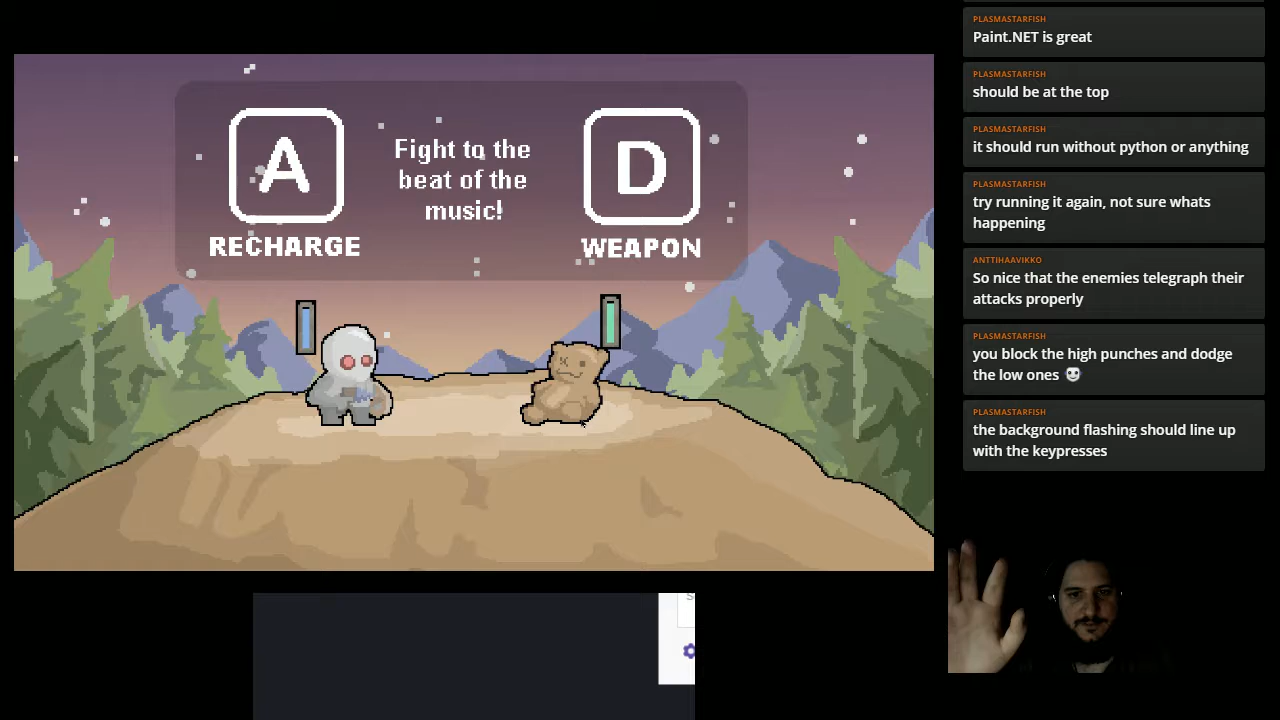 A
RECHARGE
Fight to the
beat of the
music!
D
WEAPON
PLASMASTARFISH
Paint.NET is great
PLASMASTARFISH
should be at the top
PLASMASTARFISH
it should run without python or anything
PLASMASTARFISH
try running it again, not sure whats
happening
ANTTIHAAVIKKO
So nice that the enemies telegraph their
attacks properly
PLASMASTARFISH
you block the high punches and dodge
the low ones
PLASMASTARFISH
the background flashing should line up
with the keypresses